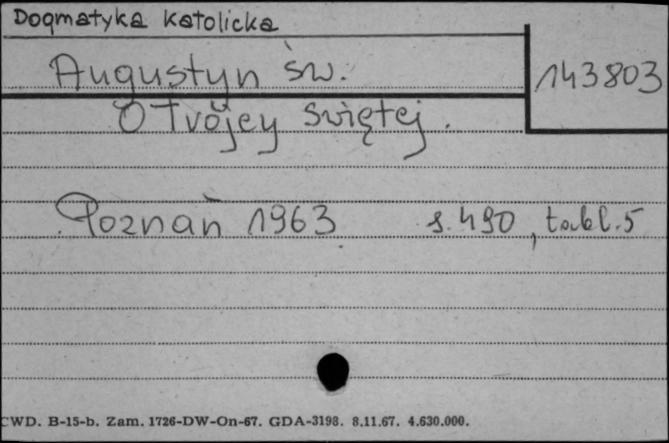 Dogmatyka katolicka
Augustyn św.
143803
O Trójcy świętej.
Poznań 1963 s. 490, tabl. 5
CWD. B-15-b. Zam. 1726-DW-On-67. GDA-3198. 8.11.67. 4.630.000.